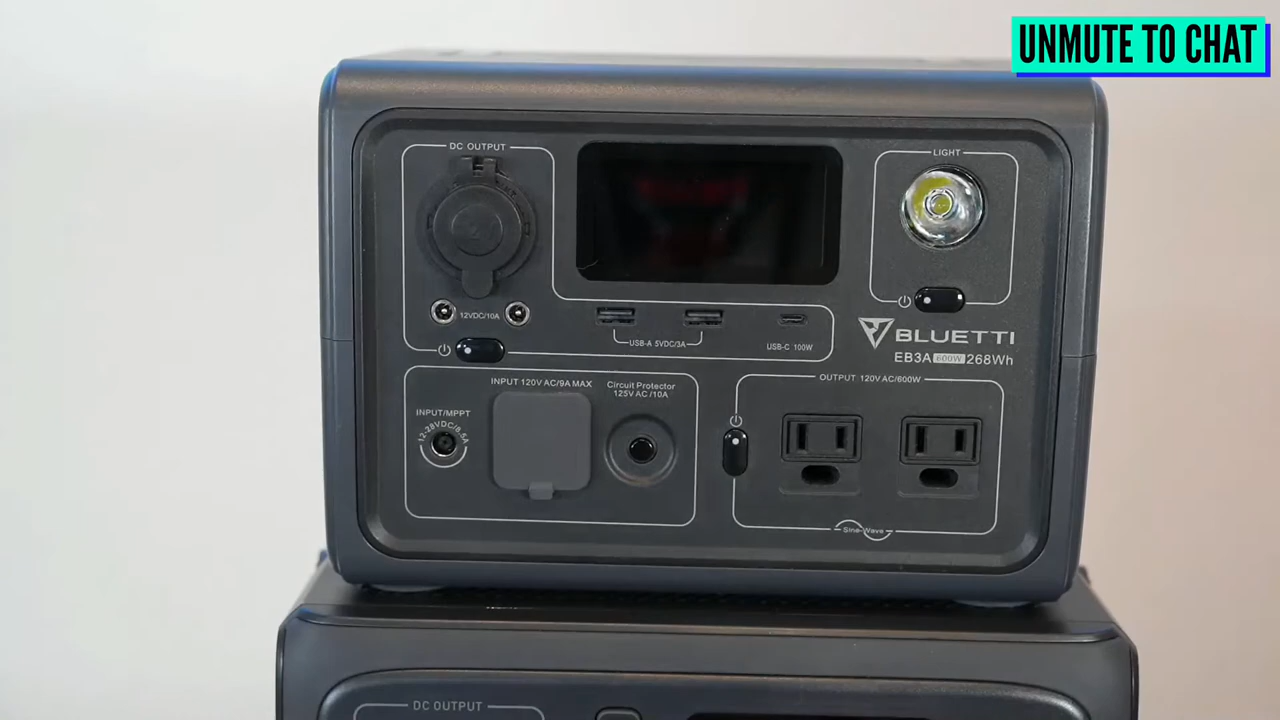 UNMUTE TO CHAT
DC OUTPUT
LIGHT
12VDC/10A
USB-A 5VDC/3A
USB-C 100W
BLUETTI
EB3A 600W 268Wh
INPUT 120V AC/9A MAX
Circuit Protector
125V AC /10A
OUTPUT 120V AC/600W
INPUT/MPPT
12-28VDC/8.5A
Sine-Wave
DC OUTPUT